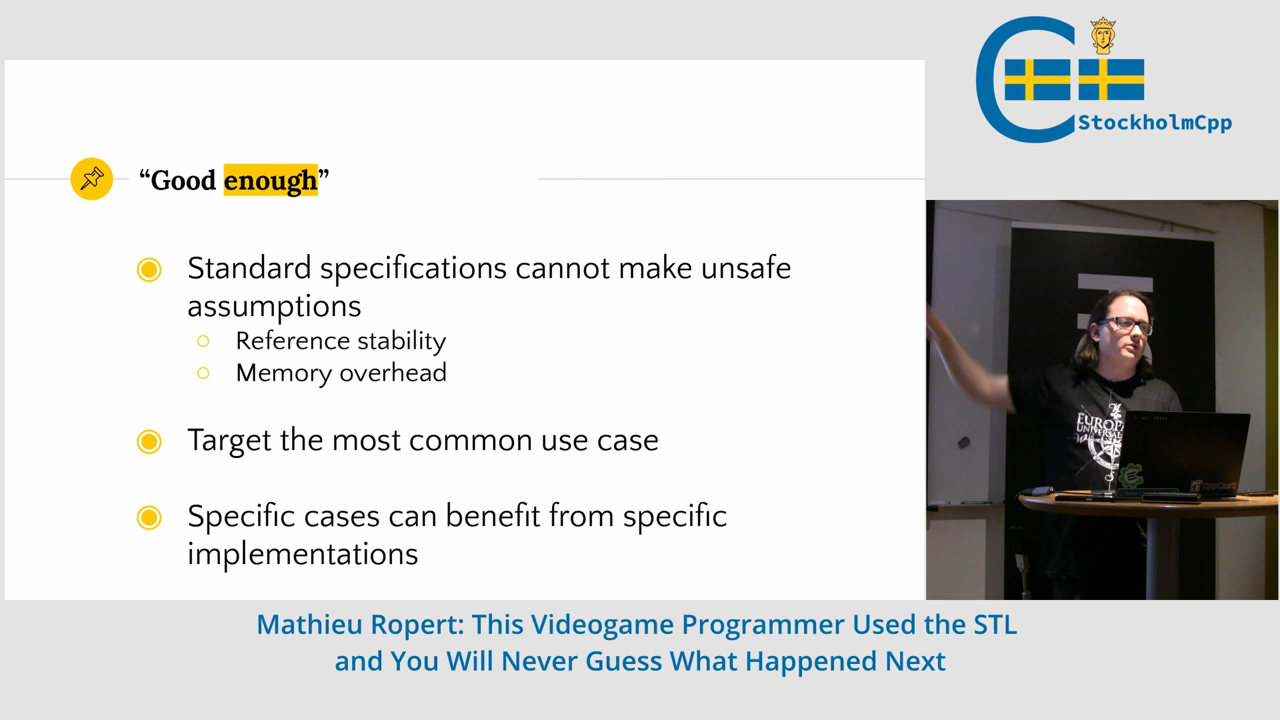 StockholmCpp
“Good enough”
Standard specifications cannot make unsafe
assumptions
Reference stability
Memory overhead
Target the most common use case
Specific cases can benefit from specific
implementations
EUROPA
UNIVERSALIS
Mathieu Ropert: This Videogame Programmer Used the STL
and You Will Never Guess What Happened Next